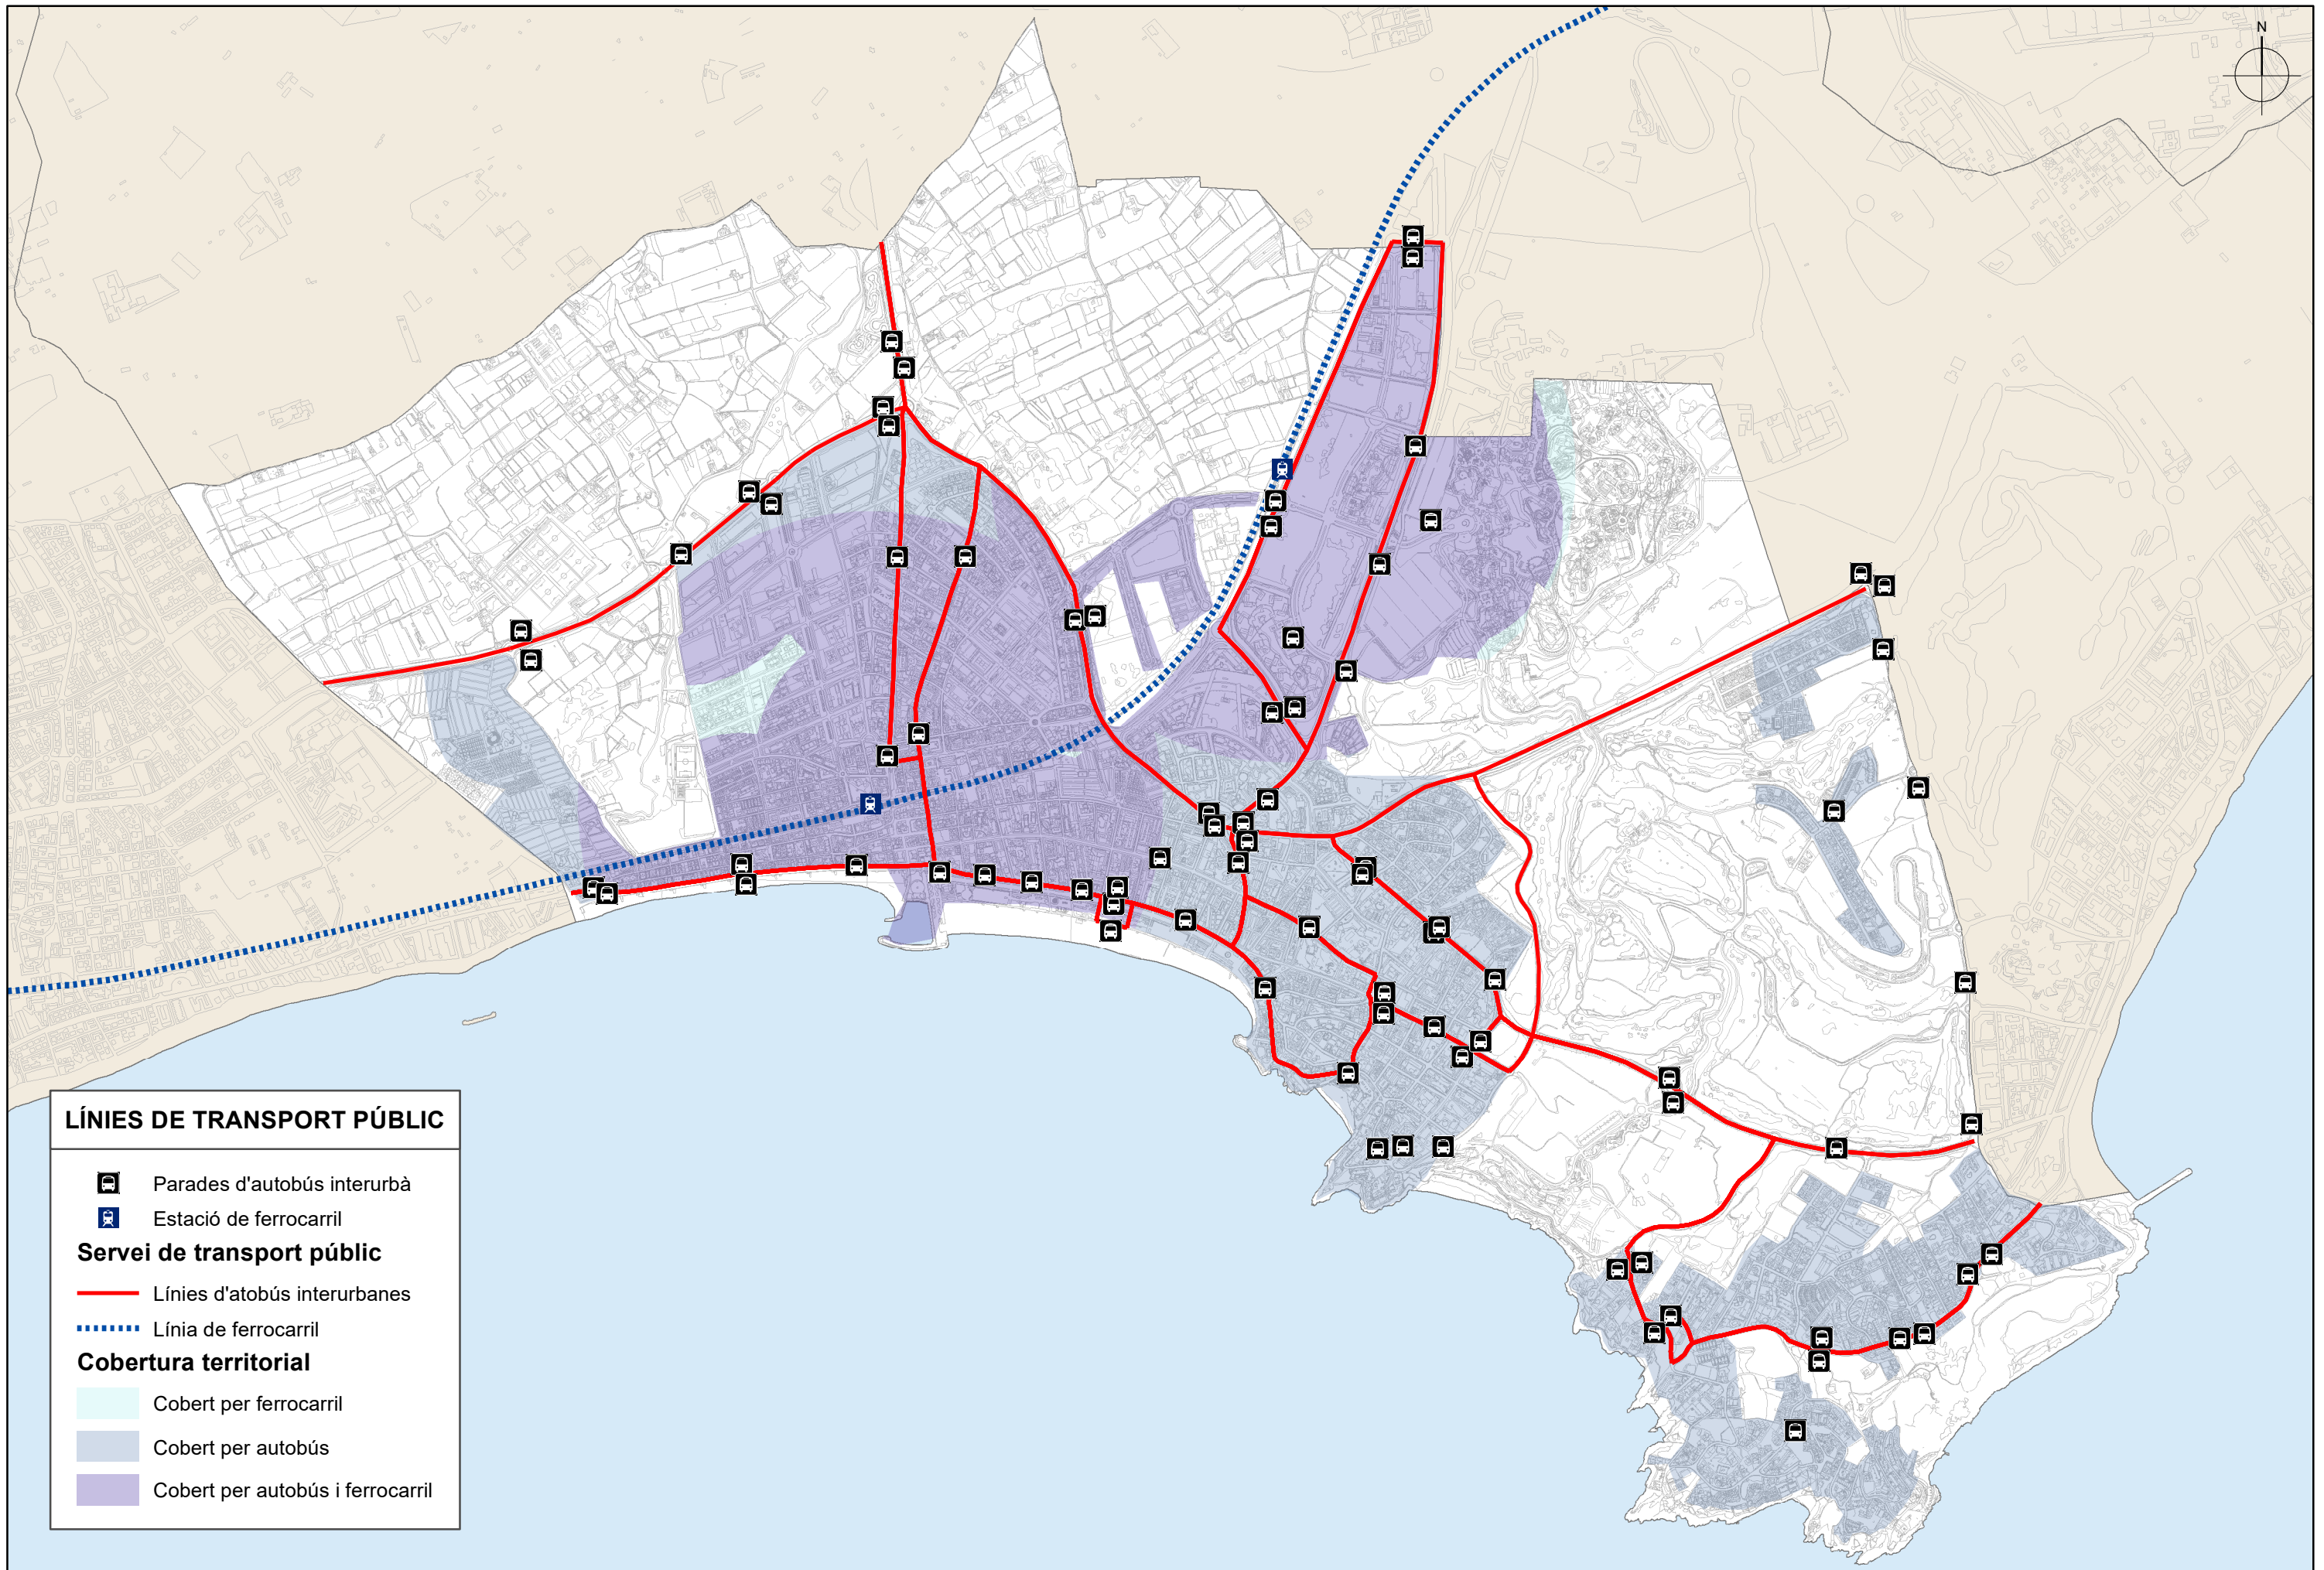 N
LÍNIES DE TRANSPORT PÚBLIC
Parades d'autobús interurbà
Estació de ferrocarril
Servei de transport públic
Línies d'atobús interurbanes
Línia de ferrocarril
Cobertura territorial
Cobert per ferrocarril
Cobert per autobús
Cobert per autobús i ferrocarril